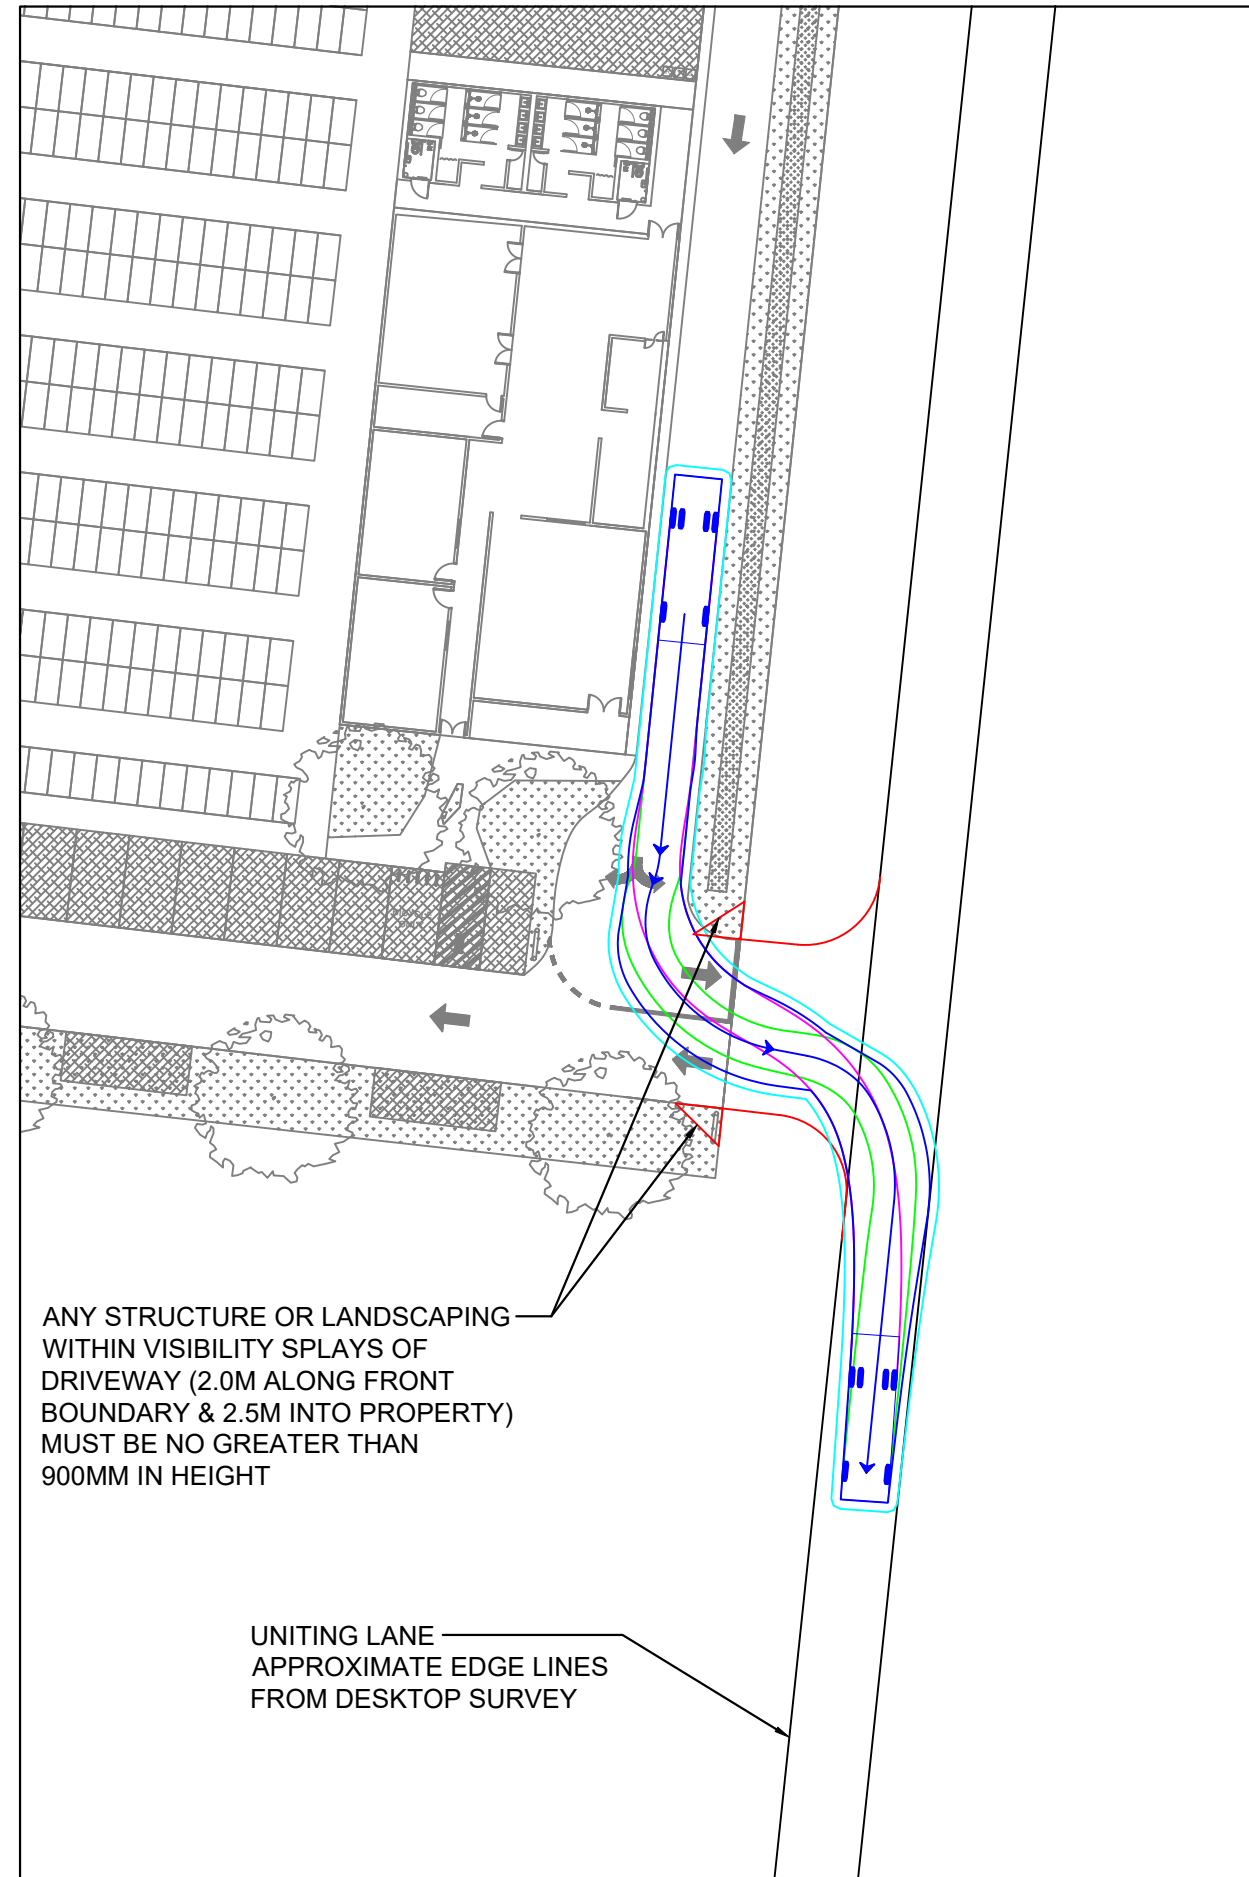 ANY STRUCTURE OR LANDSCAPING
WITHIN VISIBILITY SPLAYS OF
DRIVEWAY (2.0M ALONG FRONT
BOUNDARY & 2.5M INTO PROPERTY)
MUST BE NO GREATER THAN
900MM IN HEIGHT
UNITING LANE
APPROXIMATE EDGE LINES
FROM DESKTOP SURVEY